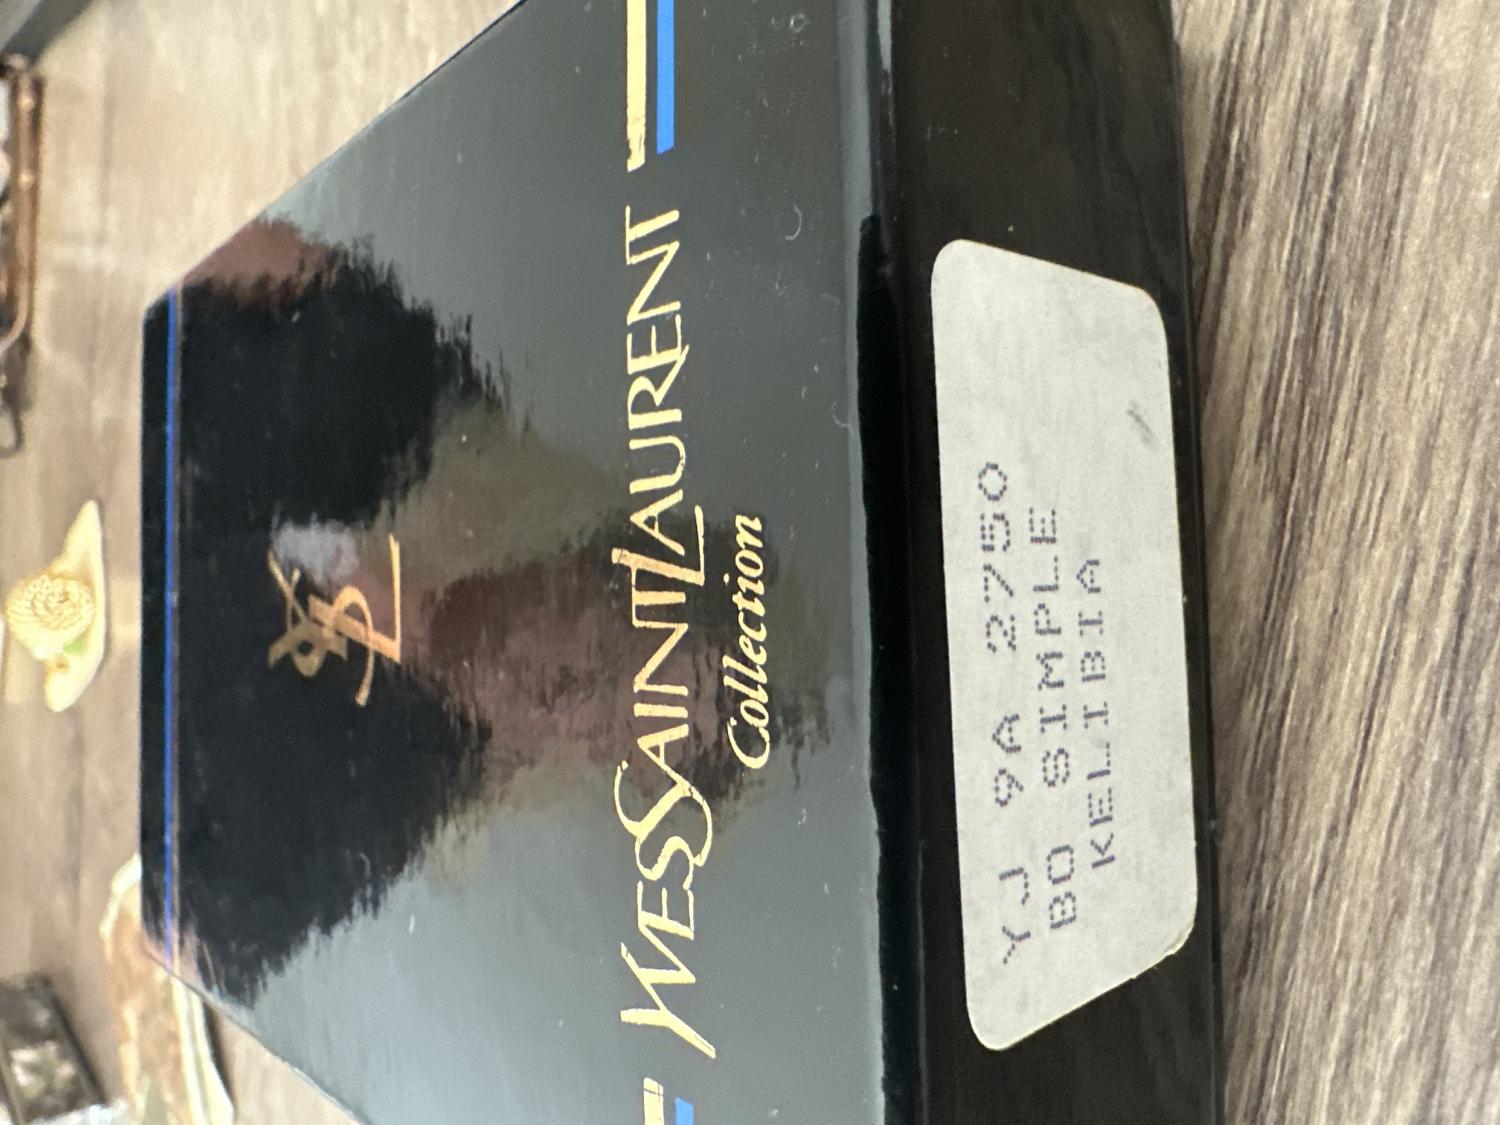 YSL
YVESSAINTLAURENT
Collection
YJ 9A 2750
BO SIMPLE
KELIBIA